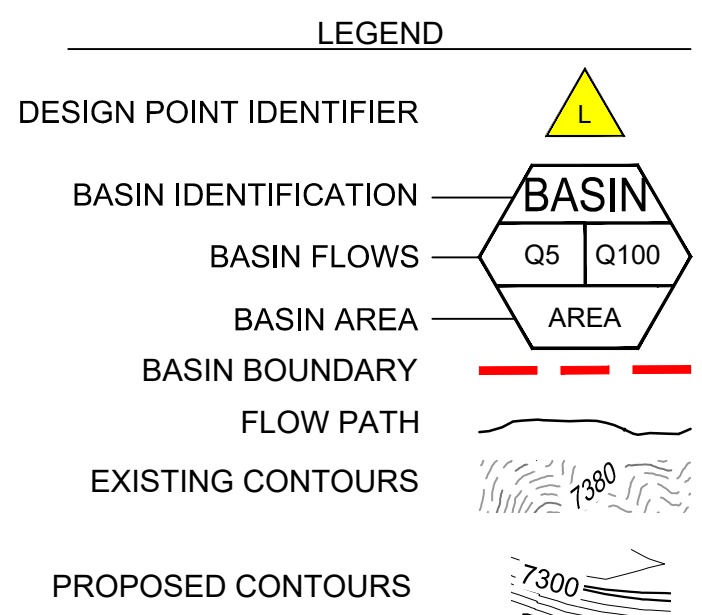 LEGEND
DESIGN POINT IDENTIFIER L
BASIN IDENTIFICATION BASIN
BASIN FLOWS Q5 Q100
BASIN AREA AREA
BASIN BOUNDARY
FLOW PATH
EXISTING CONTOURS 7380
PROPOSED CONTOURS 7300